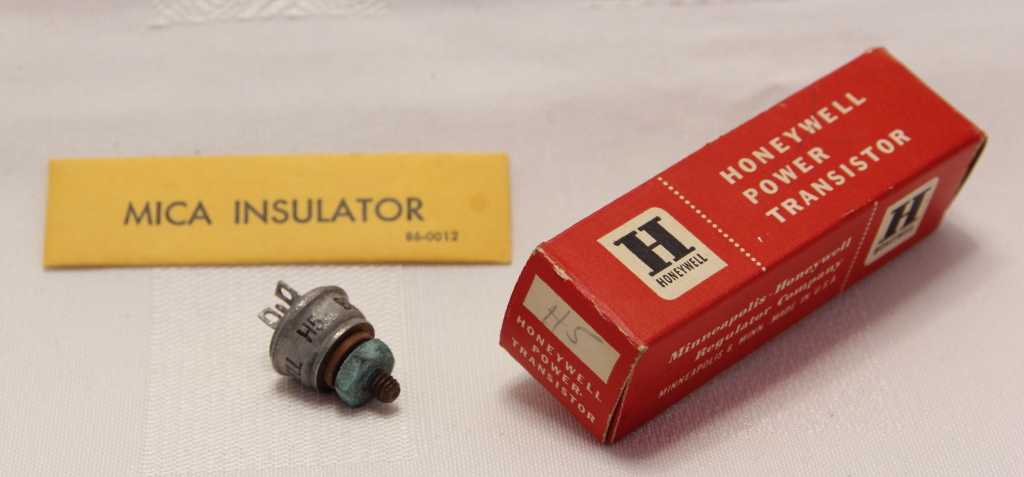 MICA INSULATOR
86-0012
H5
HONEYWELL
POWER
TRANSISTOR
H
HONEYWELL
Minneapolis-Honeywell
Regulator Company
MINNEAPOLIS 8, MINN. MADE IN U.S.A.
H
HONEYWELL
H5
HONEYWELL
POWER
TRANSISTOR